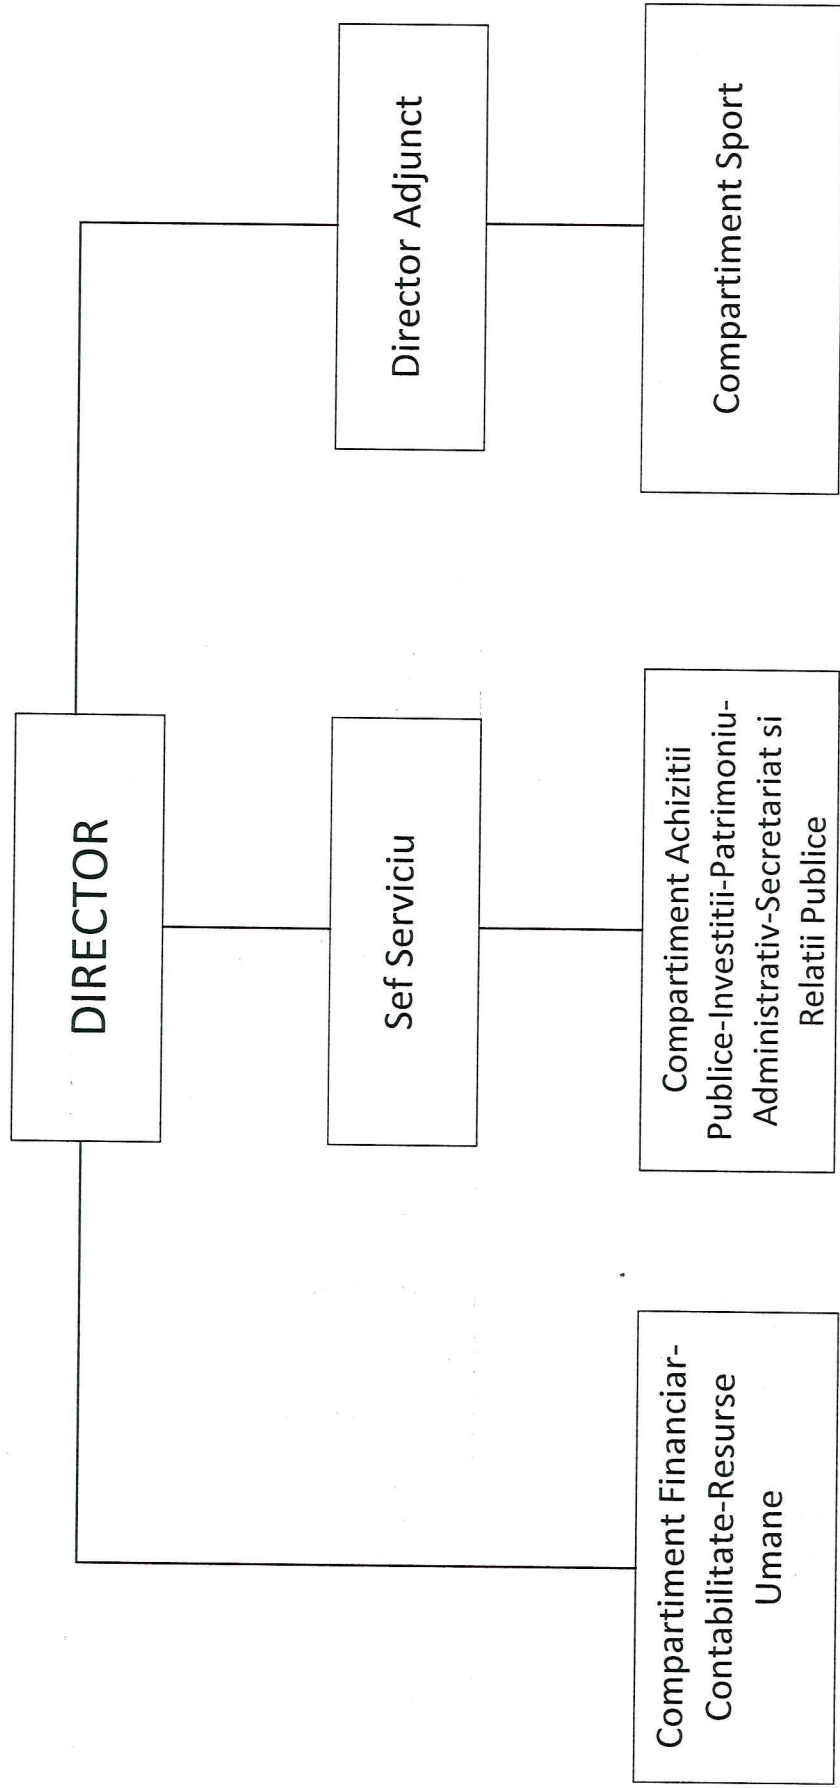 DIRECTOR
Sef Serviciu
Director Adjunct
Compartiment Financiar-
Contabilitate-Resurse
Umane
Compartiment Achizitii
Publice-Investitii-Patrimoniu-
Administrativ-Secretariat si
Relatii Publice
Compartiment Sport